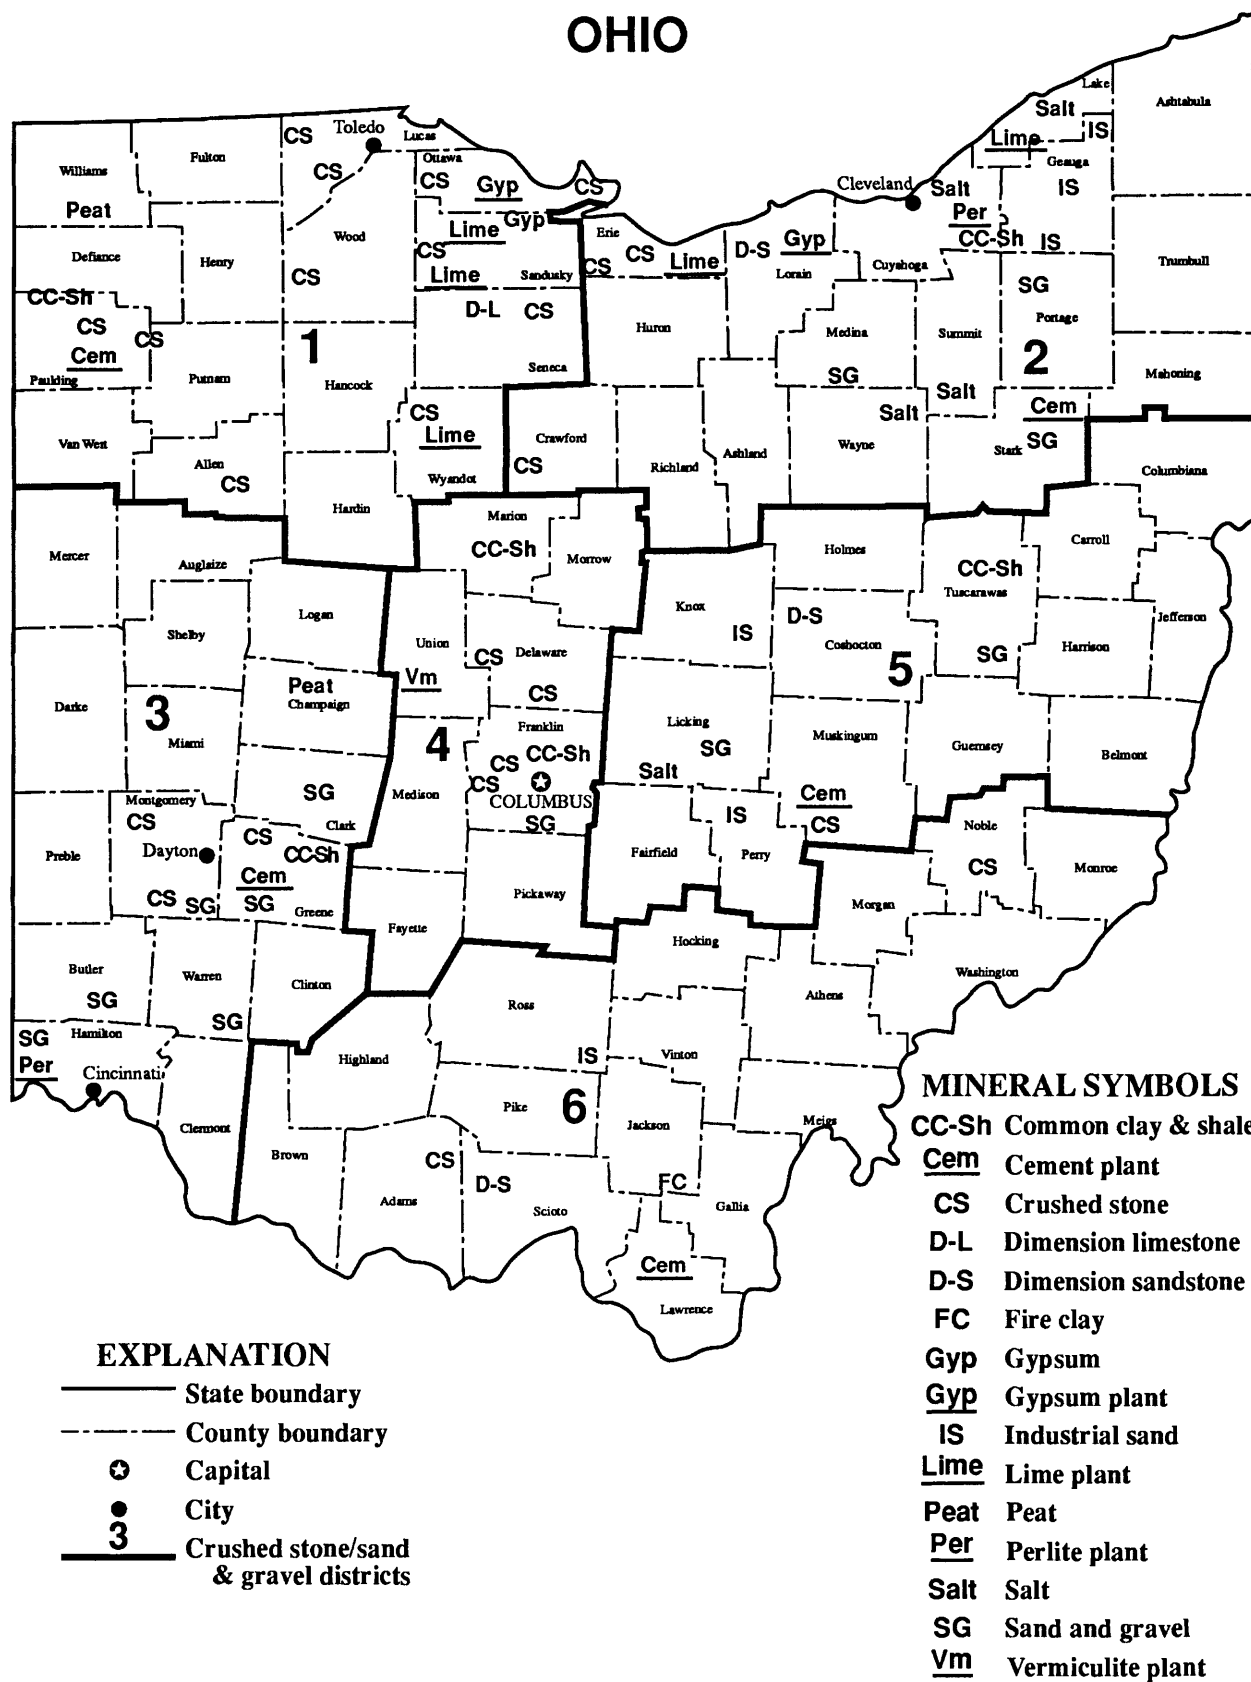 OHIO
Lake
Salt
Ashtabula
CS
Toledo
Lucas
Lime
IS
Fulton
Ottawa
Geauga
Williams
CS
CS
Gyp
CS
Cleveland
Salt
IS
Peat
Gyp
Per
Wood
Lime
Erie
D-S
Gyp
CC-Sh
IS
Defiance
Henry
CS
CS
CS
Lime
Lorain
Cuyahoga
Trumbull
CS
Lime
Sandusky
CC-Sh
D-L
CS
SG
CS
CS
Huron
Medina
Summit
Portage
Cem
1
2
Paulding
Putnam
Hancock
Seneca
SG
Mahoning
CS
Salt
Cem
Van Wert
Lime
Crawford
Salt
SG
Allen
CS
Wyandot
CS
Richland
Ashland
Wayne
Stark
Columbiana
Hardin
Marion
Mercer
Auglaize
CC-Sh
Morrow
Holmes
CC-Sh
Carroll
Logan
Knox
D-S
Tuscarawas
Shelby
Union
CS
Delaware
IS
Coshocton
SG
Harrison
Jefferson
Peat
Vm
CS
5
Darke
3
Champaign
Franklin
Licking
Muskingum
Miami
4
CS
CC-Sh
SG
Guernsey
Belmont
SG
Medison
CS
Salt
Cem
Montgomery
COLUMBUS
IS
CS
CS
CS
Clark
SG
Noble
Preble
Dayton
CC-Sh
Fairfield
Perry
CS
Monroe
Cem
CS
SG
SG
Greene
Pickaway
Morgan
Fayette
Hocking
Butler
Warren
Clinton
Washington
SG
Ross
Athens
SG
SG
Hamilton
IS
Vinton
Per
Cincinnati
Highland
Pike
6
Clermont
Brown
Jackson
Meigs
CS
D-S
FC
Adams
Scioto
Gallia
Cem
Lawrence
EXPLANATION
State boundary
County boundary
Capital
City
3
Crushed stone/sand
& gravel districts
MINERAL SYMBOLS
CC-Sh Common clay & shale
Cem Cement plant
CS Crushed stone
D-L Dimension limestone
D-S Dimension sandstone
FC Fire clay
Gyp Gypsum
Gyp Gypsum plant
IS Industrial sand
Lime Lime plant
Peat Peat
Per Perlite plant
Salt Salt
SG Sand and gravel
Vm Vermiculite plant